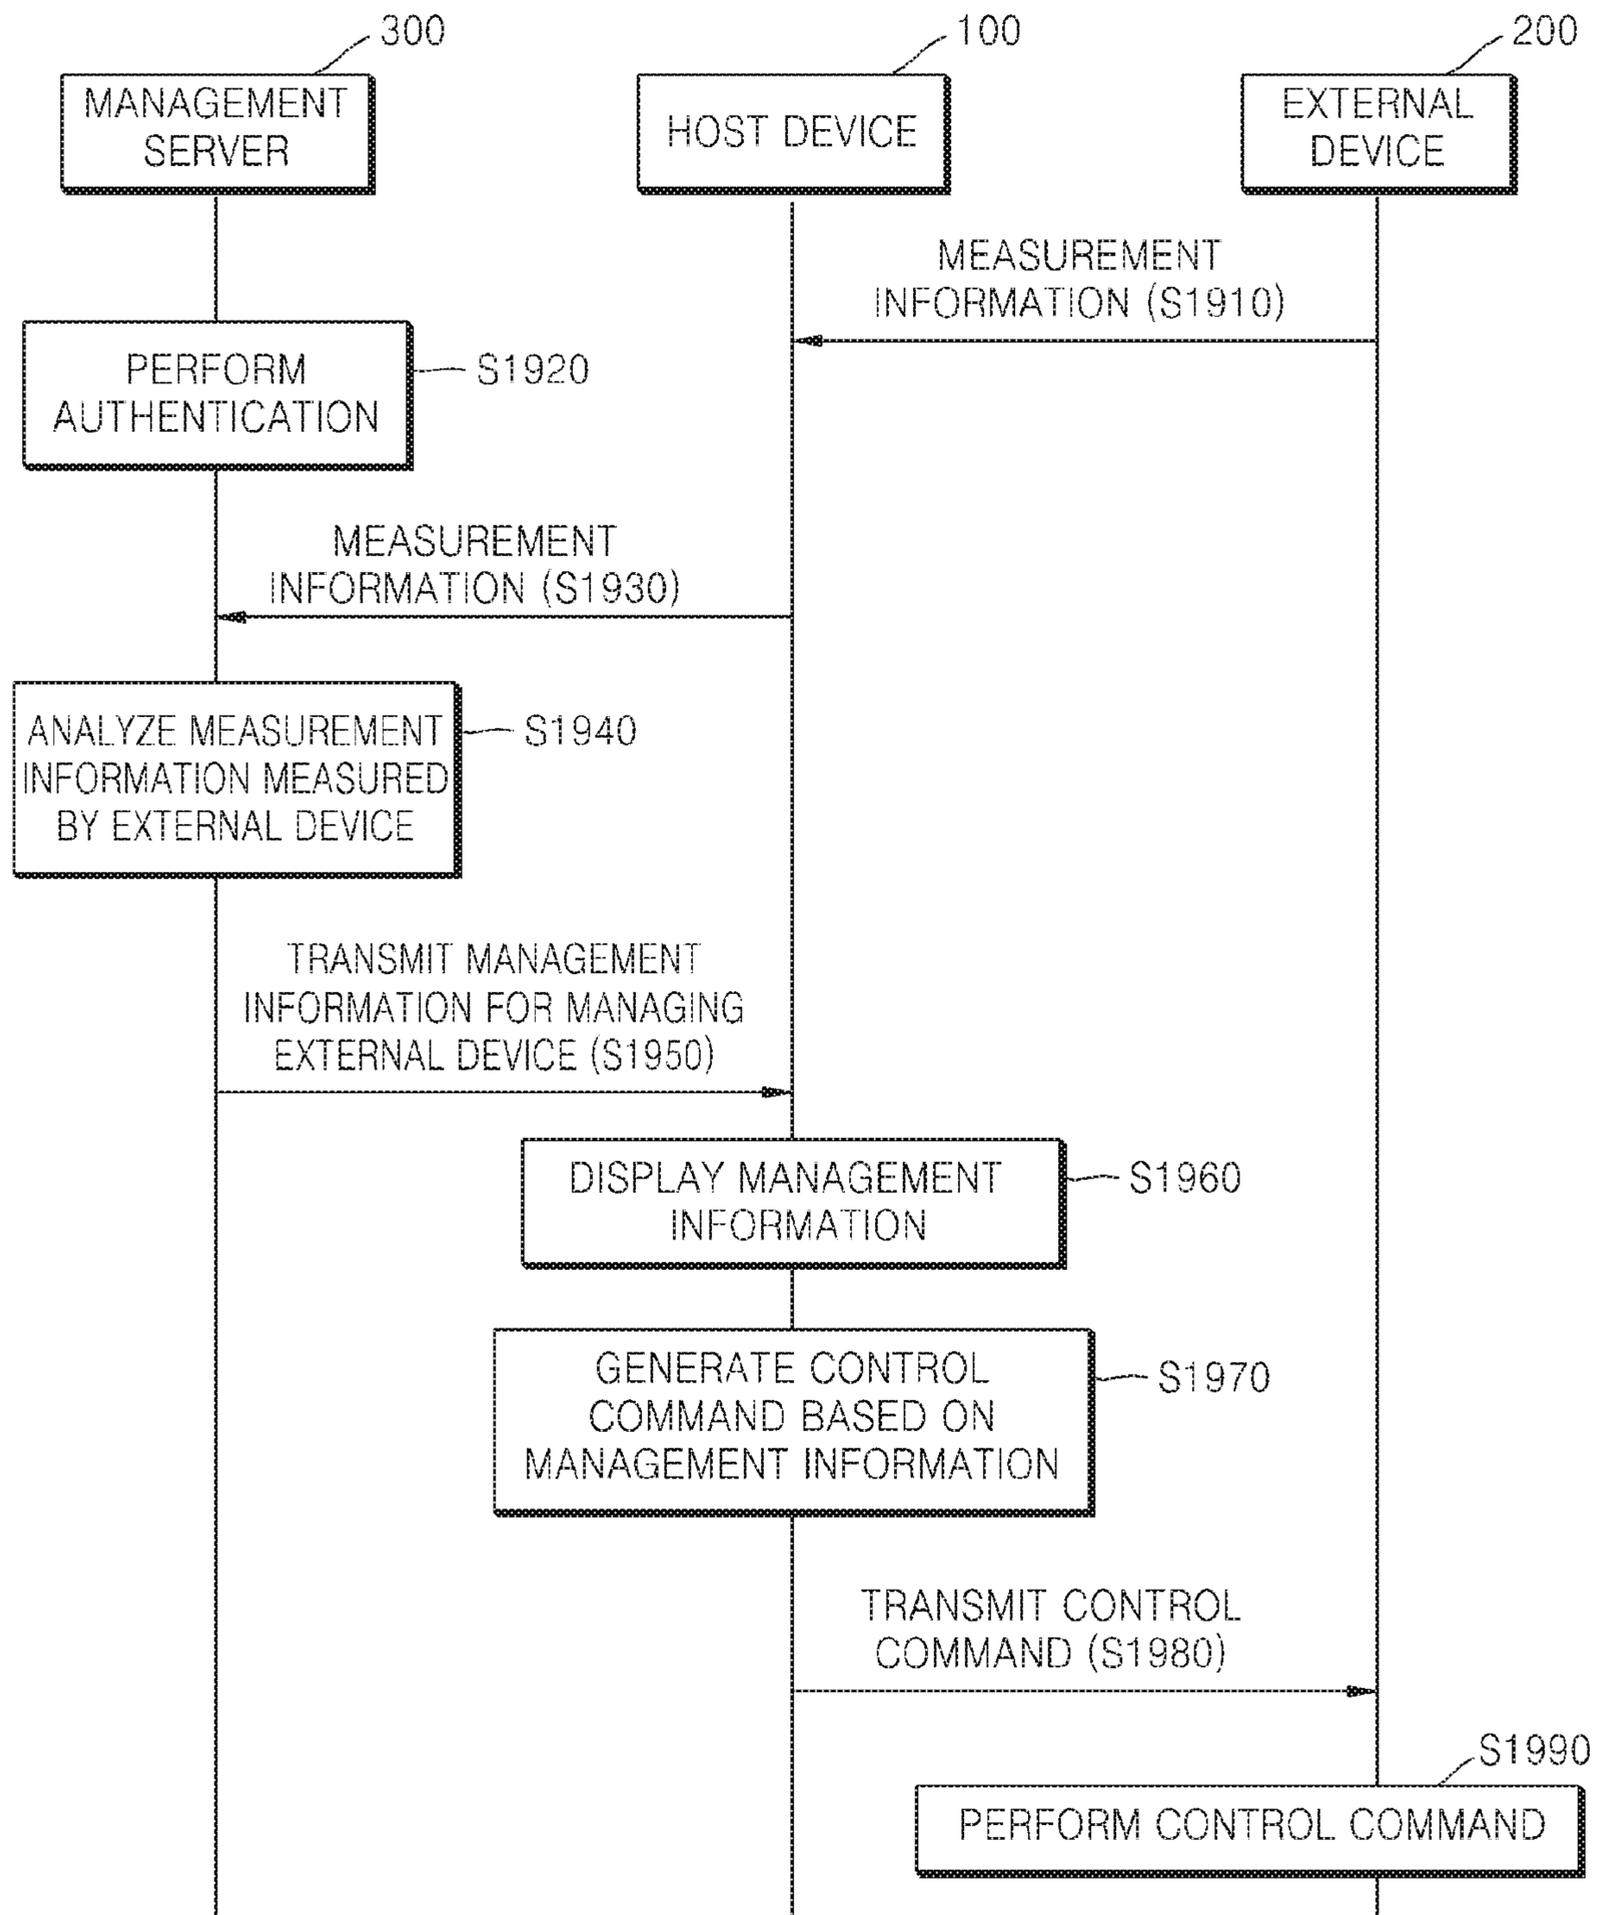 300
100
200
MANAGEMENT
SERVER
HOST DEVICE
EXTERNAL
DEVICE
MEASUREMENT
INFORMATION (S1910)
PERFORM
AUTHENTICATION
S1920
MEASUREMENT
INFORMATION (S1930)
ANALYZE MEASUREMENT
INFORMATION MEASURED
BY EXTERNAL DEVICE
S1940
TRANSMIT MANAGEMENT
INFORMATION FOR MANAGING
EXTERNAL DEVICE (S1950)
DISPLAY MANAGEMENT
INFORMATION
S1960
GENERATE CONTROL
COMMAND BASED ON
MANAGEMENT INFORMATION
S1970
TRANSMIT CONTROL
COMMAND (S1980)
S1990
PERFORM CONTROL COMMAND